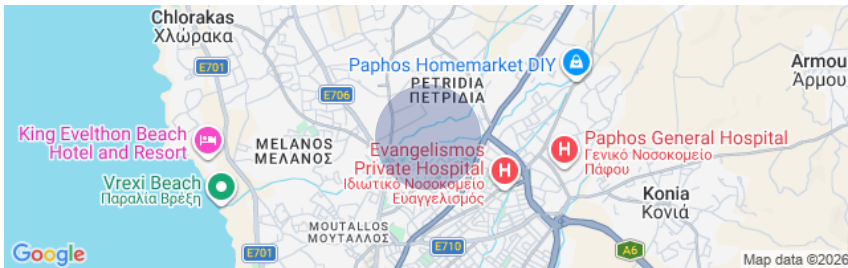 Chlorakas
Χλώρακα
E701
Paphos Homemarket DIY
Armou
Άρμου
PETRIDIA
ΠΕΤΡΙΔΙΑ
E706
King Evelthon Beach
Hotel and Resort
MELANOS
ΜΕΛΑΝΟΣ
Evangelismos
Private Hospital
Ιδιωτικό Νοσοκομείο
Ευαγγελισμός
H
H
Paphos General Hospital
Γενικό Νοσοκομείο
Πάφου
Vrexi Beach
Παραλία Βρέξη
Konia
Κονιά
MOUTALLOS
ΜΟΥΤΑΛΛΟΣ
E701
E710
A6
Google
Map data ©2026